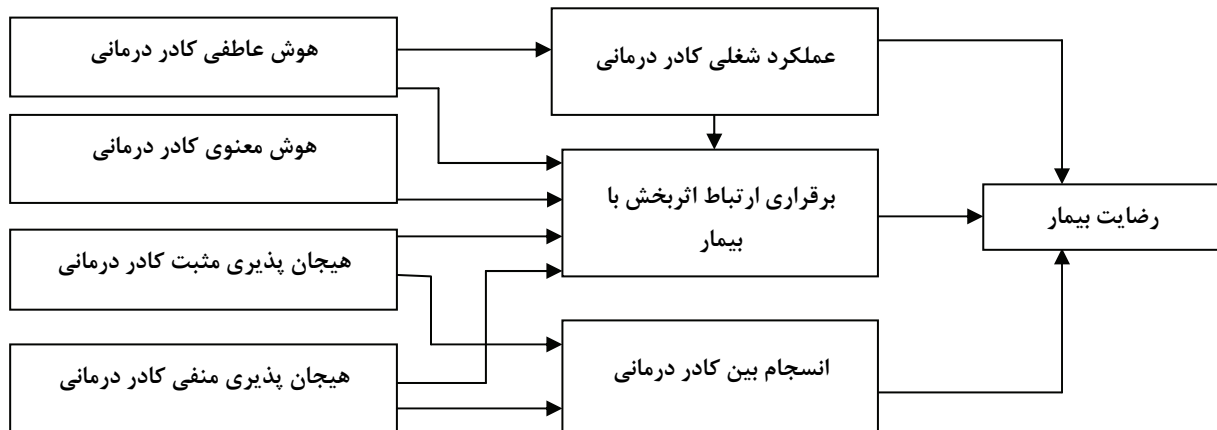 هوش عاطفی کادر درمانی
عملکرد شغلی کادر درمانی
هوش معنوی کادر درمانی
برقراری ارتباط اثربخش با
بیمار
رضایت بیمار
هیجان پذیری مثبت کادر درمانی
هیجان پذیری منفی کادر درمانی
انسجام بین کادر درمانی